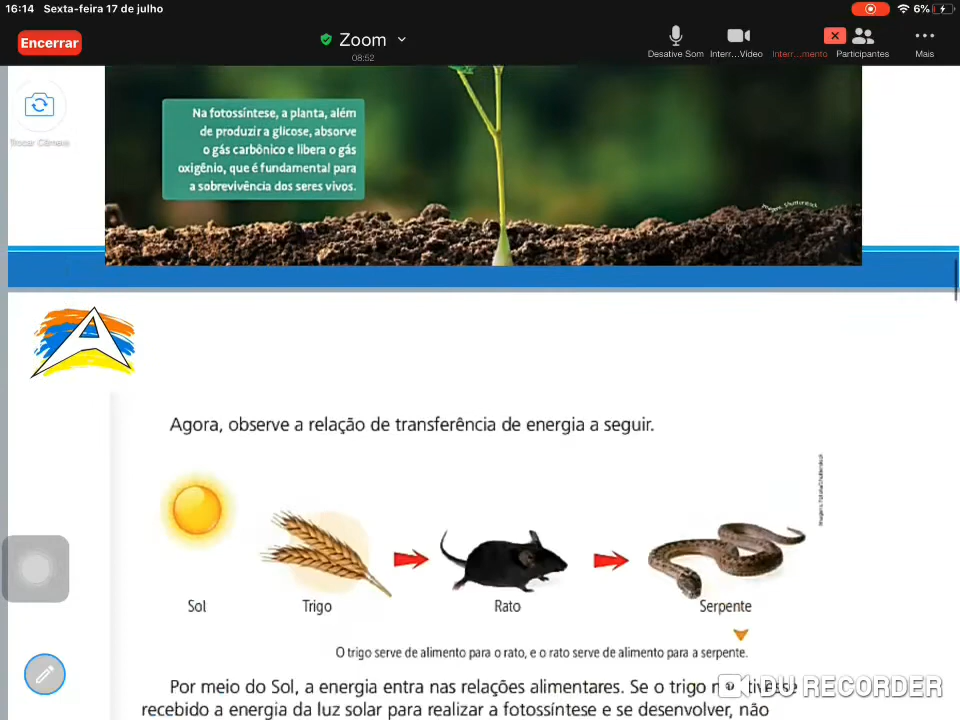 16:14 Sexta-feira 17 de julho
6%
Encerrar
Zoom
08:52
Desative Som
Interr...Vídeo
Interr...mento
Participantes
Mais
Trocar Câmera
Na fotossíntese, a planta, além
de produzir a glicose, absorve
o gás carbônico e libera o gás
oxigênio, que é fundamental para
a sobrevivência dos seres vivos.
Agora, observe a relação de transferência de energia a seguir.
Sol
Trigo
Rato
Serpente
O trigo serve de alimento para o rato, e o rato serve de alimento para a serpente.
Por meio do Sol, a energia entra nas relações alimentares. Se o trigo
recebido a energia da luz solar para realizar a fotossíntese e se desenvolver, não
DU RECORDER